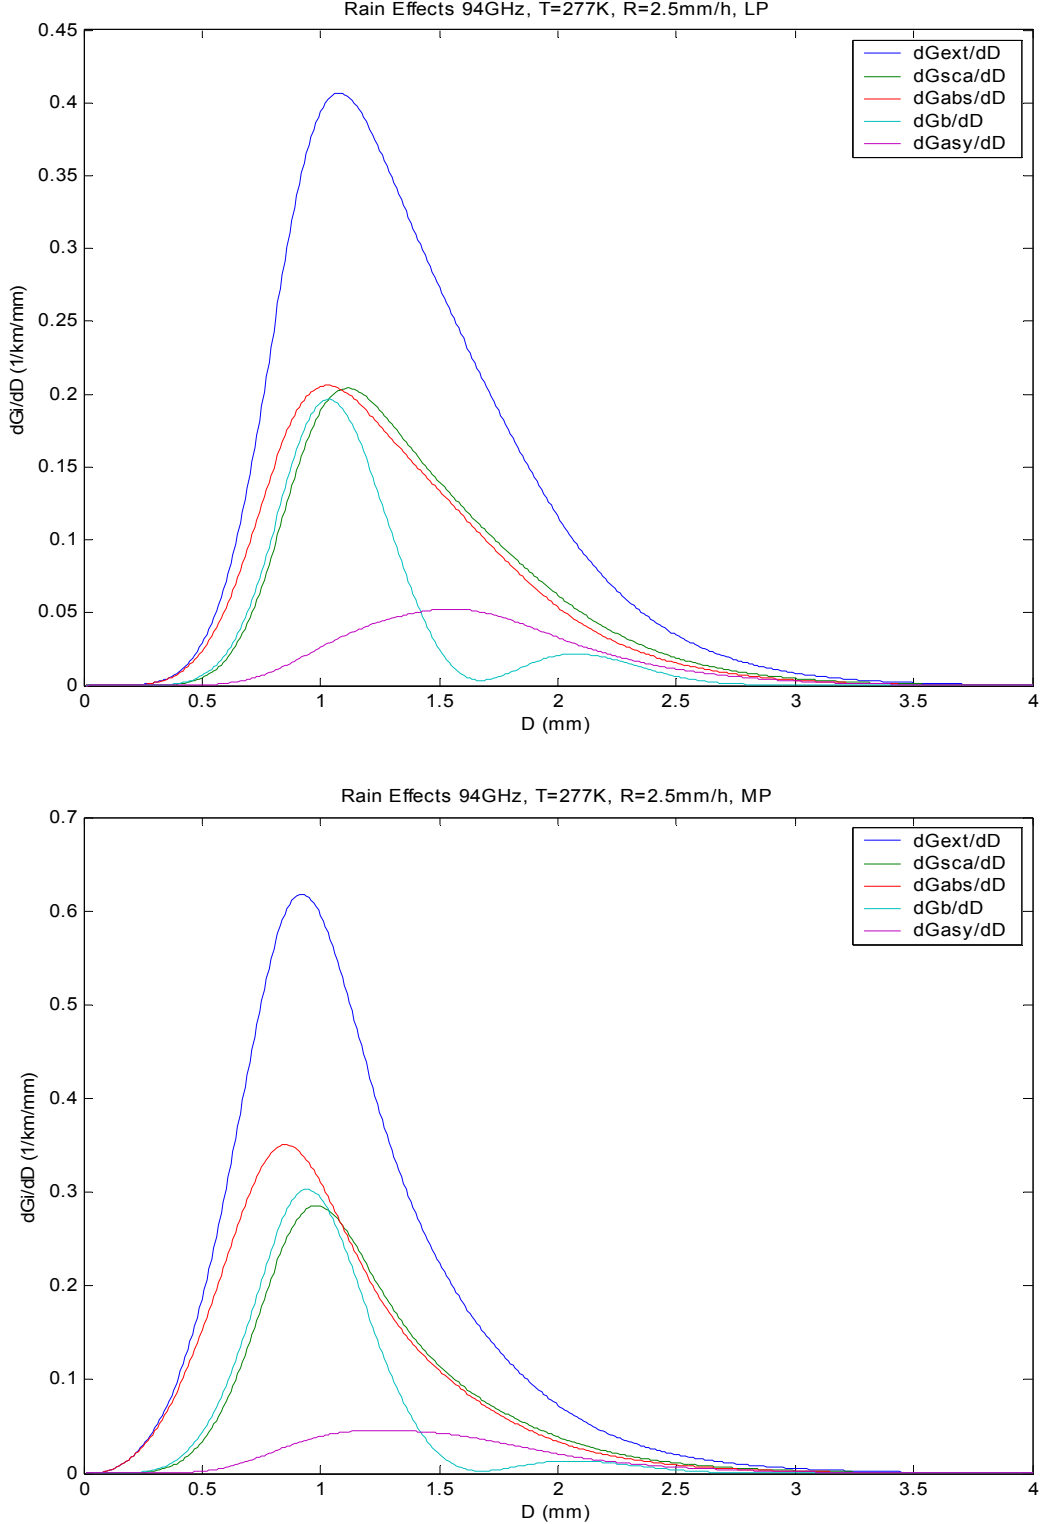 Rain Effects 94GHz, T=277K, R=2.5mm/h, LP
0.45
0.4
0.35
0.3
0.25
0.2
0.15
0.1
0.05
0
dGi/dD (1/km/mm)
dGext/dD
dGsca/dD
dGabs/dD
dGb/dD
dGasy/dD
0 0.5 1 1.5 2 2.5 3 3.5 4
D (mm)
Rain Effects 94GHz, T=277K, R=2.5mm/h, MP
0.7
0.6
0.5
0.4
0.3
0.2
0.1
0
dGi/dD (1/km/mm)
dGext/dD
dGsca/dD
dGabs/dD
dGb/dD
dGasy/dD
0 0.5 1 1.5 2 2.5 3 3.5 4
D (mm)